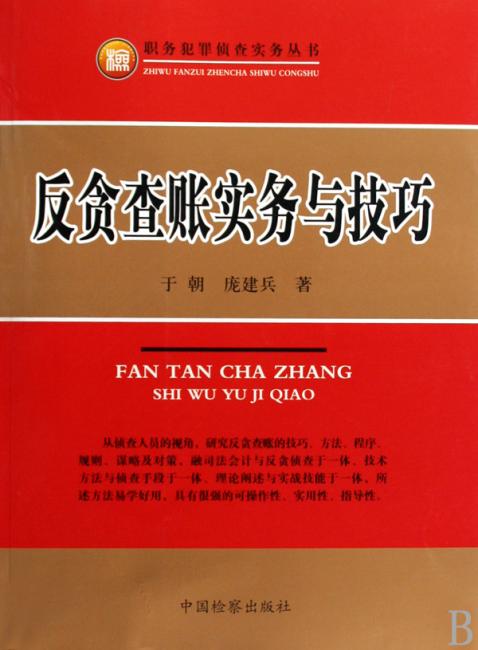 检
职务犯罪侦查实务丛书
ZHIWU FANZUI ZHENCHA SHIWU CONGSHU
反贪查账实务与技巧
于 朝 庞建兵 著
FAN TAN CHA ZHANG
SHI WU YU JI QIAO
从侦查人员的视角，研究反贪查账的技巧、方法、程序、
规则、谋略及对策。融司法会计与反贪侦查于一体、技术
方法与侦查手段于一体、理论阐述与实战技能于一体。所
述方法易学好用，具有很强的可操作性、实用性、指导性。
中国检察出版社
B